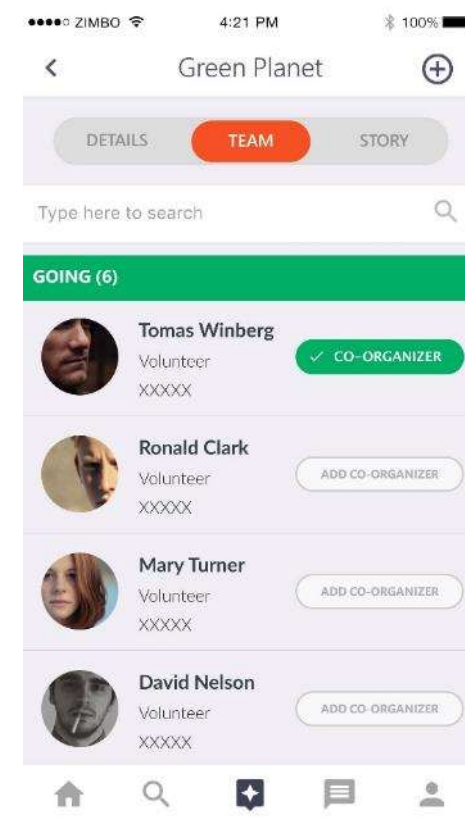 ZIMBO 4:21 PM 100%
Green Planet
DETAILS TEAM STORY
Type here to search
GOING (6)
Tomas Winberg
Volunteer
XXXXX
✓ CO-ORGANIZER
Ronald Clark
Volunteer
XXXXX
ADD CO-ORGANIZER
Mary Turner
Volunteer
XXXXX
ADD CO-ORGANIZER
David Nelson
Volunteer
XXXXX
ADD CO-ORGANIZER